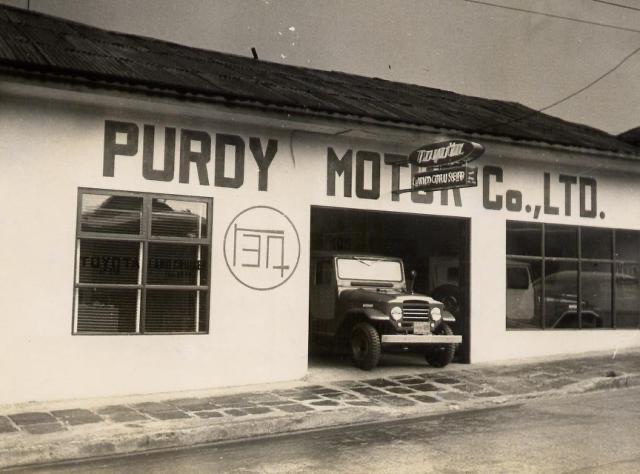 PURDY MOTOR Co.,LTD.
Toyota
TOYOTA LAND CRUISER